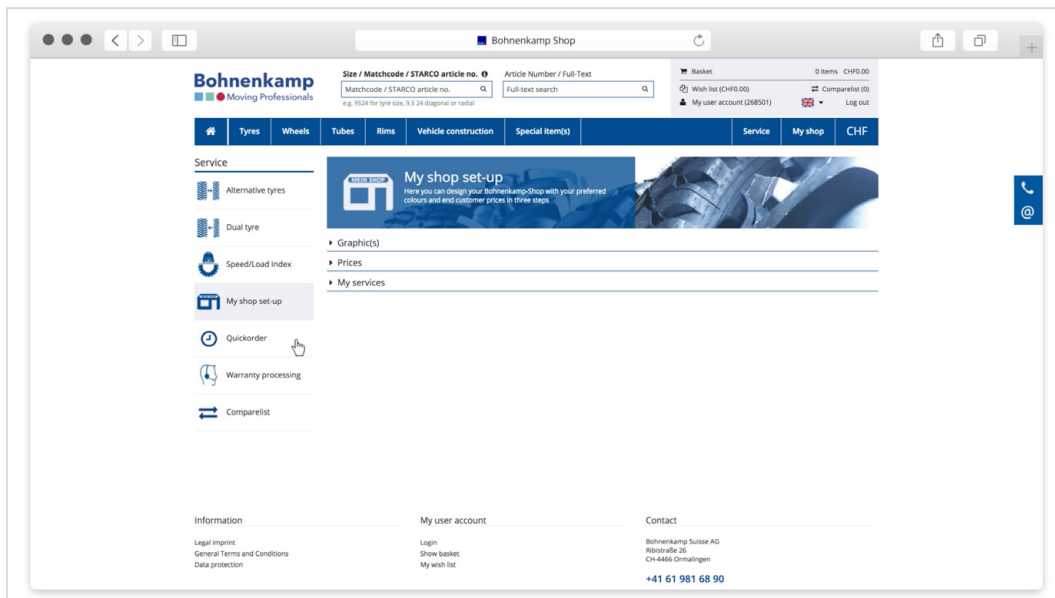 Bohnenkamp Shop
Bohnenkamp
Moving Professionals
Size / Matchcode / STARCO article no.
Matchcode / STARCO article no.
e.g. 9524 for tyre size, 9.5 24 diagonal or radial
Article Number / Full-Text
Full-text search
Basket
0 items CHF0.00
Wish list (CHF0.00)
Comparelist (0)
My user account (268501)
Log out
Tyres
Wheels
Tubes
Rims
Vehicle construction
Special item(s)
Service
My shop
CHF
Service
Alternative tyres
Dual tyre
Speed/Load Index
My shop set-up
Quickorder
Warranty processing
Comparelist
MEIN SHOP
My shop set-up
Here you can design your Bohnenkamp-Shop with your preferred
colours and end customer prices in three steps
Graphic(s)
Prices
My services
@
Information
Legal imprint
General Terms and Conditions
Data protection
My user account
Login
Show basket
My wish list
Contact
Bohnenkamp Suisse AG
Ribistraße 26
CH-4466 Ormalingen
+41 61 981 68 90